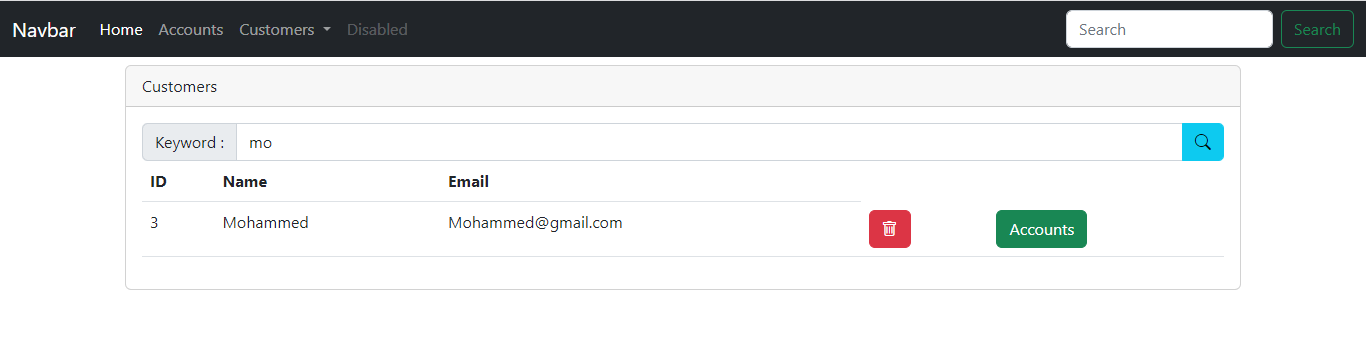 Navbar Home Accounts Customers Disabled Search Search
Customers
Keyword : mo
ID Name Email
3 Mohammed Mohammed@gmail.com Accounts